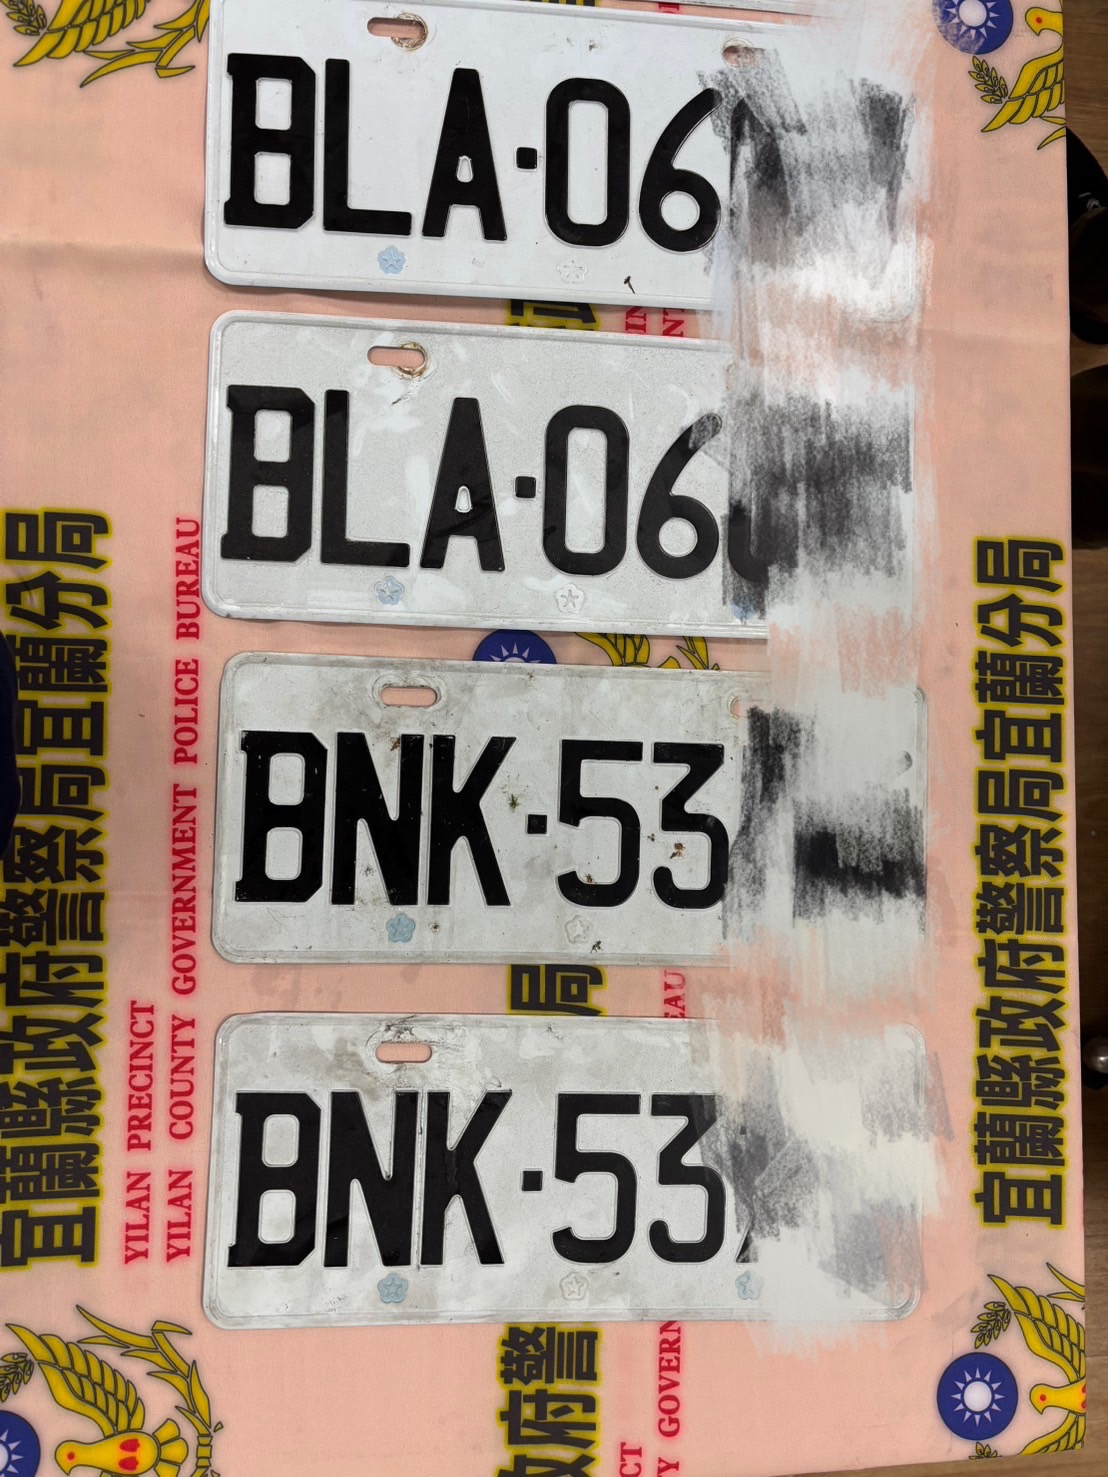 BLA·06
BLA·06
BNK·53
BNK·53
宜蘭縣政府警察局宜蘭分局
YILAN PRECINCT
YILAN COUNTY GOVERNMENT POLICE BUREAU
宜蘭縣政府警察局宜蘭分局